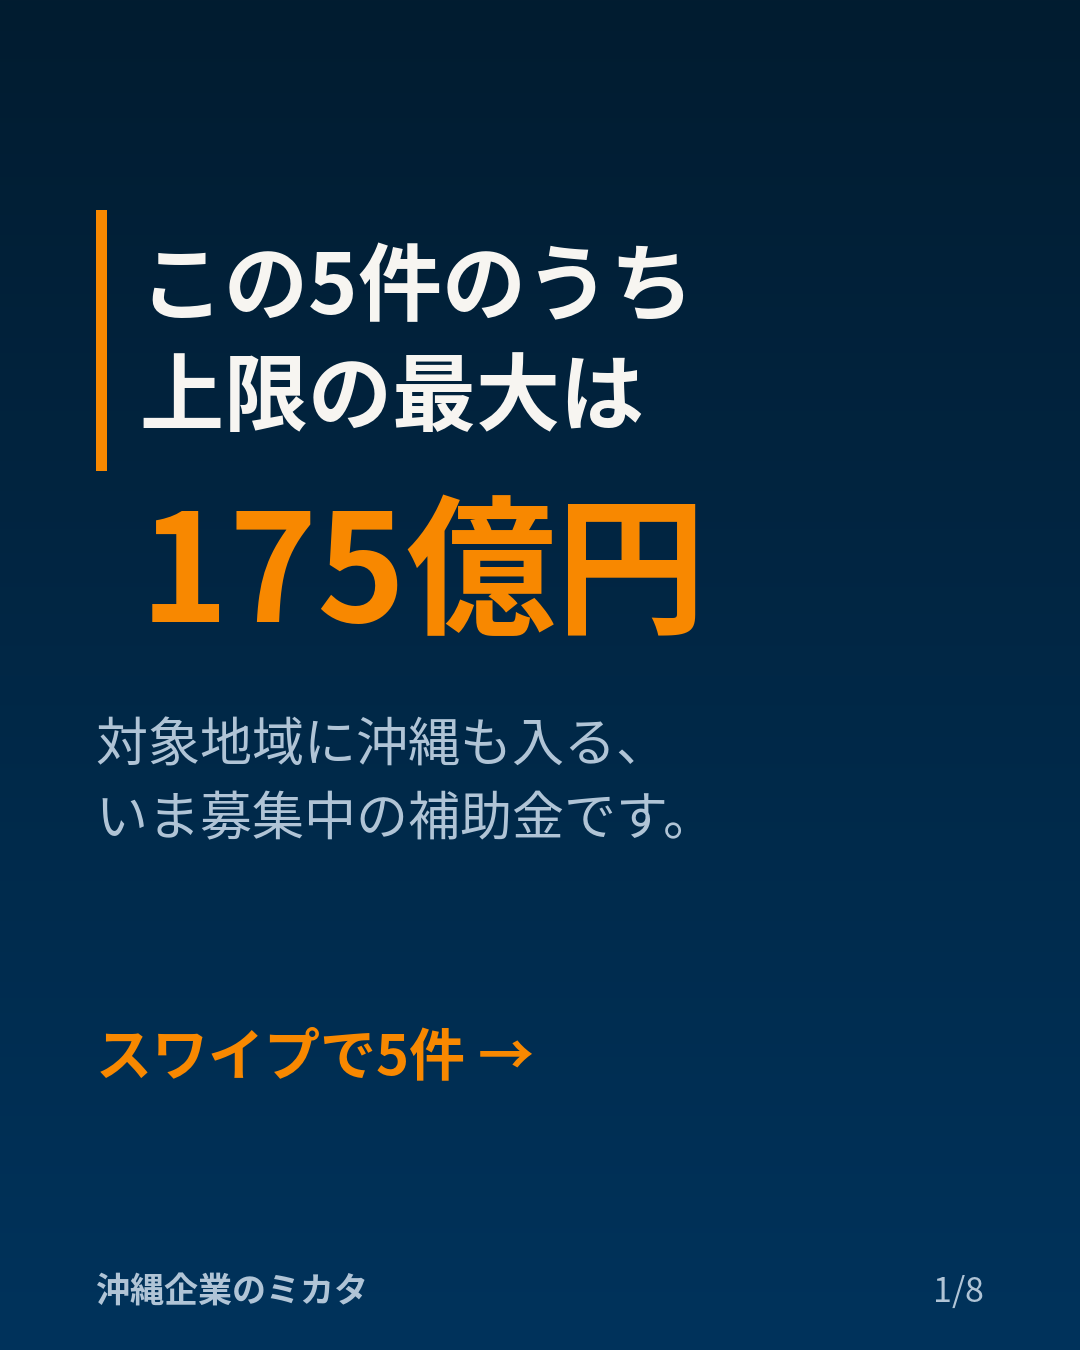 この5件のうち
上限の最大は
175億円
対象地域に沖縄も入る、
いま募集中の補助金です。
スワイプで5件 →
沖縄企業のミカタ
1/8